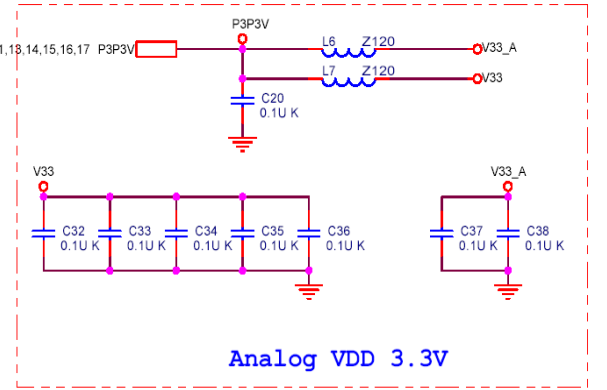 P3P3V
1,13,14,15,16,17 P3P3V
L6 Z120
V33_A
L7 Z120
V33
C20
0.1U K
V33
V33_A
C32
0.1U K
C33
0.1U K
C34
0.1U K
C35
0.1U K
C36
0.1U K
C37
0.1U K
C38
0.1U K
Analog VDD 3.3V